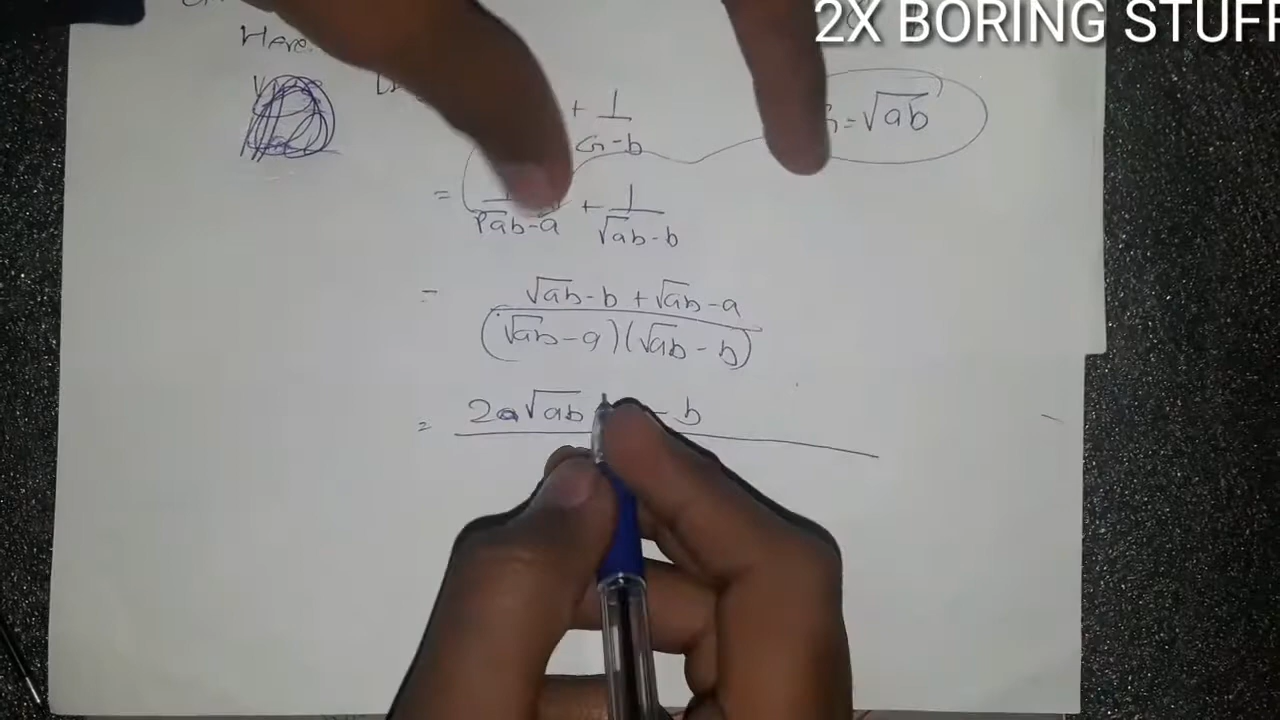 2X BORING STUFF
Here
+ 1/(G-b)
G=√ab
= 1/(√ab-a) + 1/(√ab-b)
= (√ab-b+√ab-a)/((√ab-a)(√ab-b))
= 2√ab - b